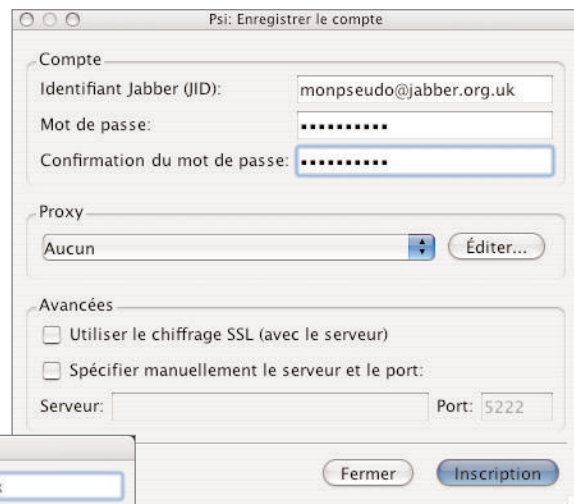 Psi: Enregistrer le compte
Compte
Identifiant Jabber (JID): monpseudo@jabber.org.uk
Mot de passe: ••••••••••
Confirmation du mot de passe: ••••••••••
Proxy
Aucun Éditer...
Avancées
Utiliser le chiffrage SSL (avec le serveur)
Spécifier manuellement le serveur et le port:
Serveur: Port: 5222
Fermer Inscription